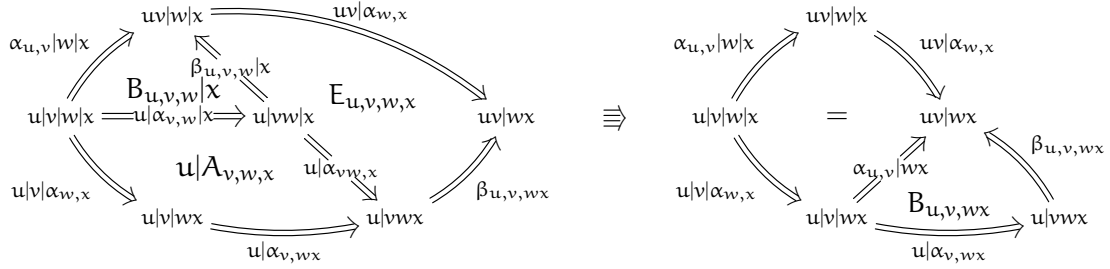 uv|w|x
uv|α_{w,x}
uv|w|x
α_{u,v}|w|x
α_{u,v}|w|x
uv|α_{w,x}
β_{u,v,w}|x
B_{u,v,w}|x
E_{u,v,w,x}
u|v|w|x
u|α_{v,w}|x
u|vw|x
uv|wx
⇛
u|v|w|x
=
uv|wx
u|A_{v,w,x}
u|α_{vw,x}
α_{u,v}|wx
β_{u,v,wx}
u|v|α_{w,x}
β_{u,v,wx}
u|v|α_{w,x}
B_{u,v,wx}
u|v|wx
u|vwx
u|v|wx
u|vwx
u|α_{v,wx}
u|α_{v,wx}